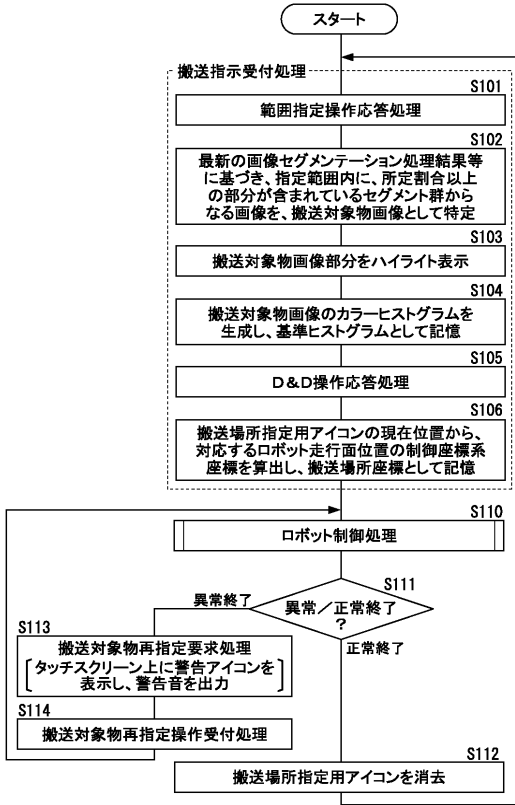 スタート
搬送指示受付処理
S101
範囲指定操作応答処理
S102
最新の画像セグメンテーション処理結果等
に基づき、指定範囲内に、所定割合以上
の部分が含まれているセグメント群から
なる画像を、搬送対象物画像として特定
S103
搬送対象物画像部分をハイライト表示
S104
搬送対象物画像のカラーヒストグラムを
生成し、基準ヒストグラムとして記憶
S105
D&D操作応答処理
S106
搬送場所指定用アイコンの現在位置から、
対応するロボット走行面位置の制御座標系
座標を算出し、搬送場所座標として記憶
S110
ロボット制御処理
S111
異常/正常終了
?
異常終了
正常終了
S113
搬送対象物再指定要求処理
[タッチスクリーン上に警告アイコンを
表示し、警告音を出力]
S114
搬送対象物再指定操作受付処理
S112
搬送場所指定用アイコンを消去